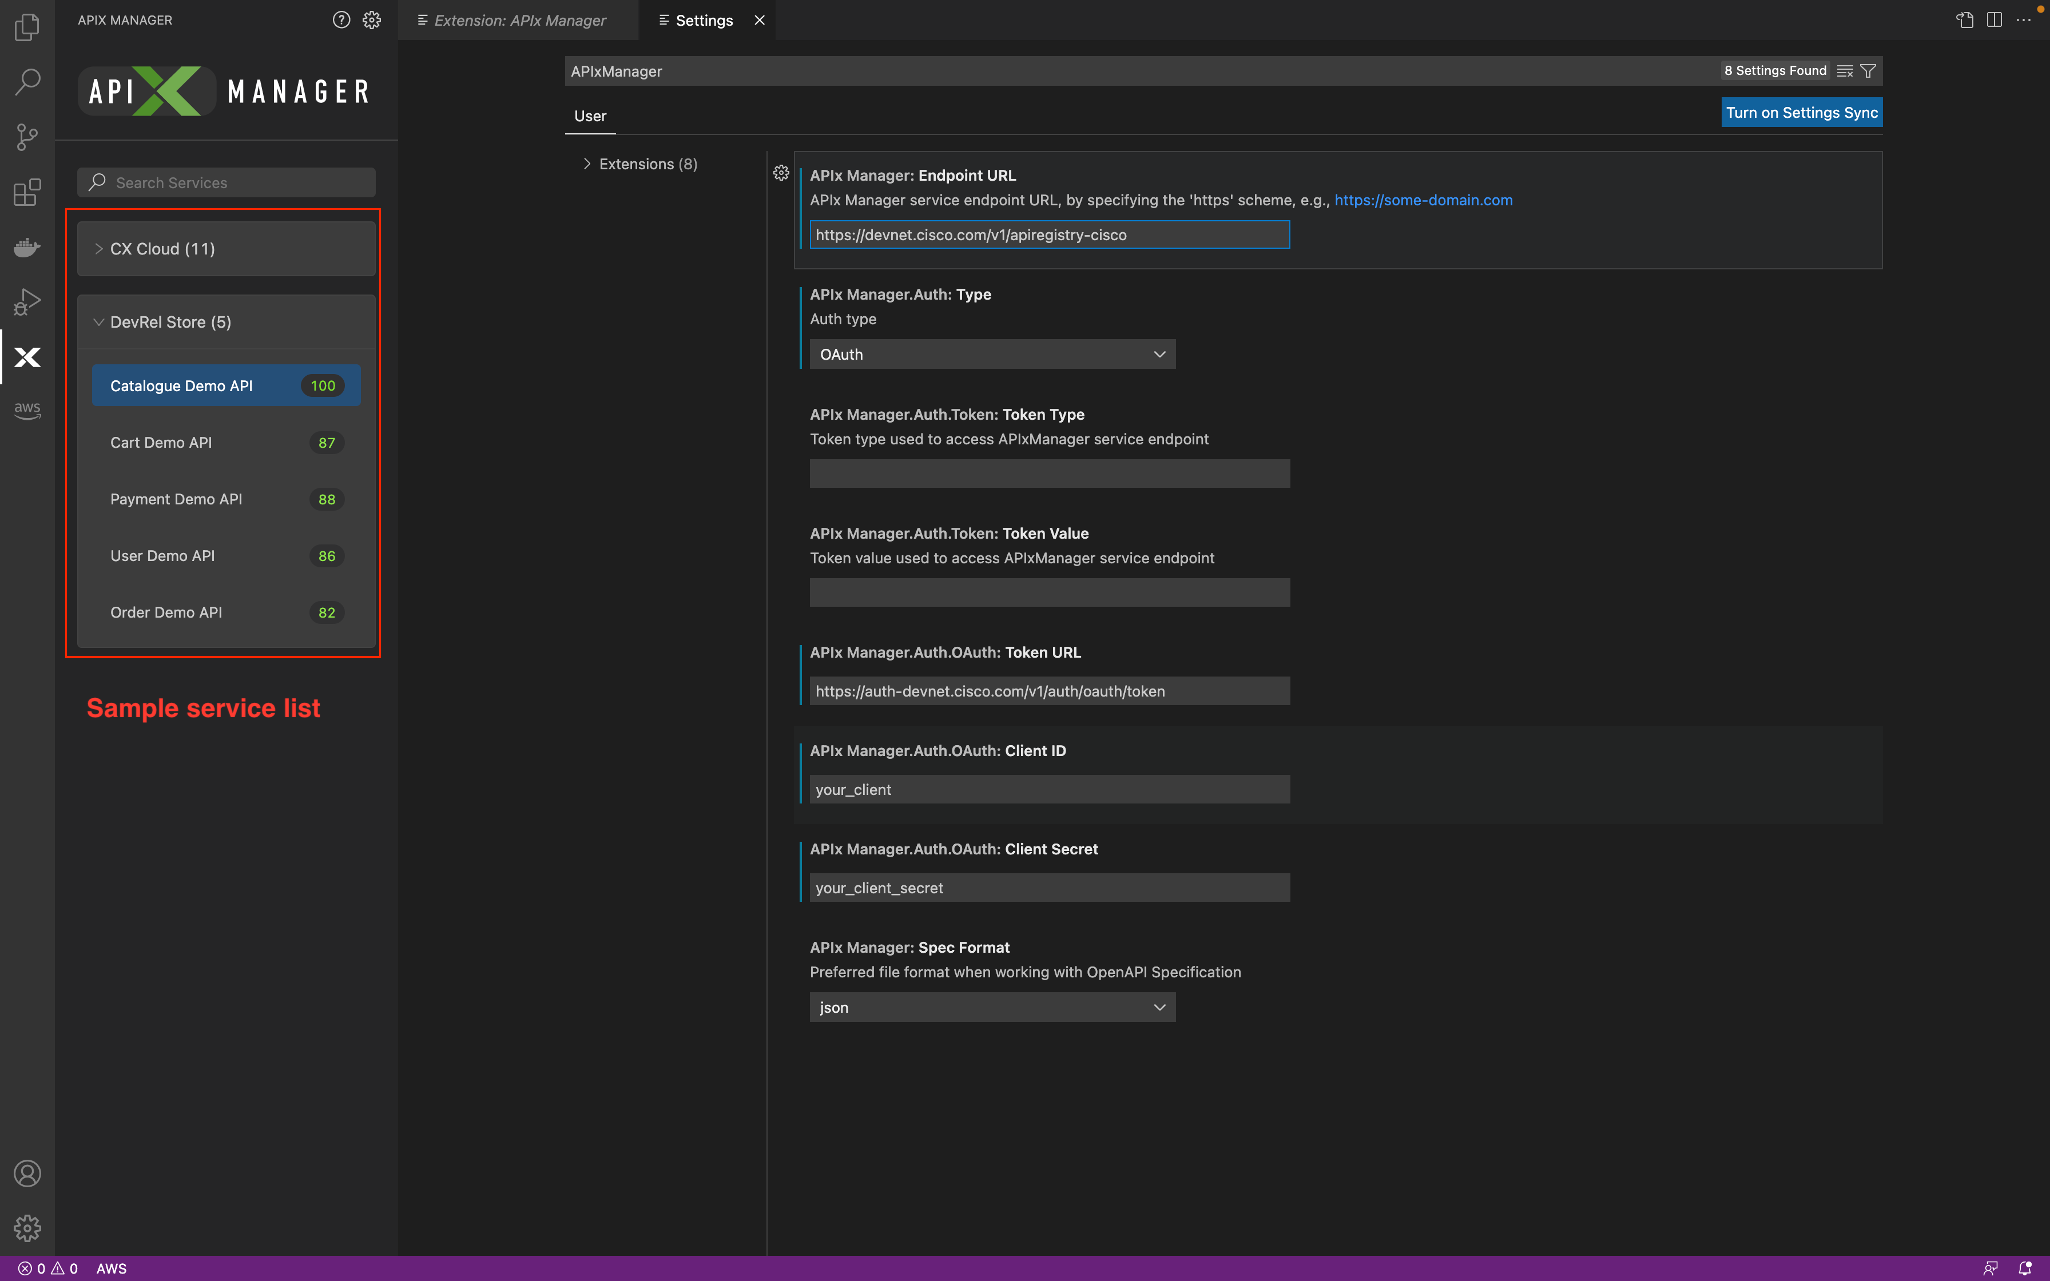 APIX MANAGER
Extension: APIx Manager
Settings
API X MANAGER
APIxManager
8 Settings Found
User
Turn on Settings Sync
Search Services
Extensions (8)
CX Cloud (11)
DevRel Store (5)
Catalogue Demo API 100
Cart Demo API 87
Payment Demo API 88
User Demo API 86
Order Demo API 82
Sample service list
aws
APIx Manager: Endpoint URL
APIx Manager service endpoint URL, by specifying the 'https' scheme, e.g., https://some-domain.com
https://devnet.cisco.com/v1/apiregistry-cisco
APIx Manager.Auth: Type
Auth type
OAuth
APIx Manager.Auth.Token: Token Type
Token type used to access APIxManager service endpoint
APIx Manager.Auth.Token: Token Value
Token value used to access APIxManager service endpoint
APIx Manager.Auth.OAuth: Token URL
https://auth-devnet.cisco.com/v1/auth/oauth/token
APIx Manager.Auth.OAuth: Client ID
your_client
APIx Manager.Auth.OAuth: Client Secret
your_client_secret
APIx Manager: Spec Format
Preferred file format when working with OpenAPI Specification
json
0 0 AWS